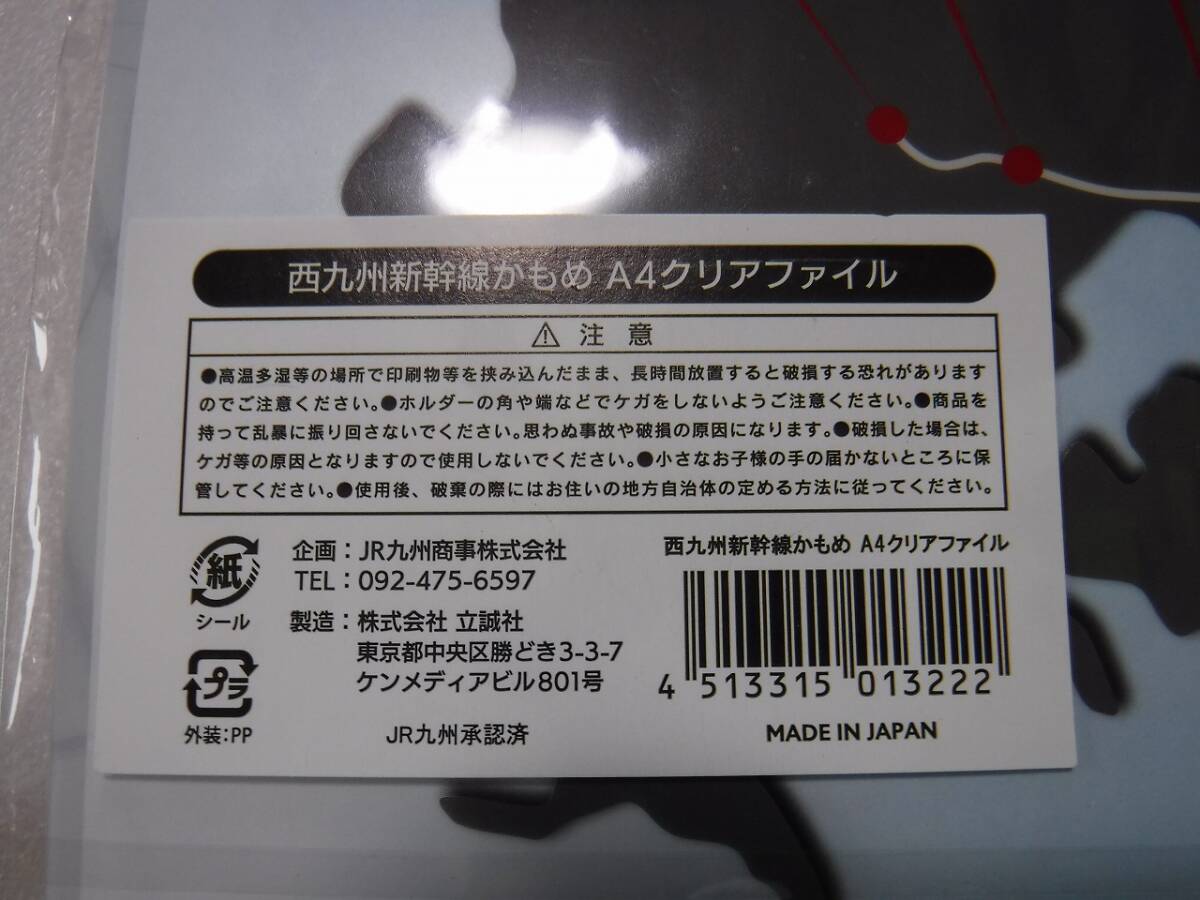 西九州新幹線かもめ A4クリアファイル
⚠ 注 意
●高温多湿等の場所で印刷物等を挟み込んだまま、長時間放置すると破損する恐れがあります
のでご注意ください。●ホルダーの角や端などでケガをしないようご注意ください。●商品を
持って乱暴に振り回さないでください。思わぬ事故や破損の原因になります。●破損した場合は、
ケガ等の原因となりますので使用しないでください。●小さなお子様の手の届かないところに保
管してください。●使用後、破棄の際にはお住いの地方自治体の定める方法に従ってください。
紙
シール
プラ
外装:PP
企画：JR九州商事株式会社
TEL：092-475-6597
製造：株式会社 立誠社
東京都中央区勝どき3-3-7
ケンメディアビル801号
JR九州承認済
西九州新幹線かもめ A4クリアファイル
4 513315 013222
MADE IN JAPAN